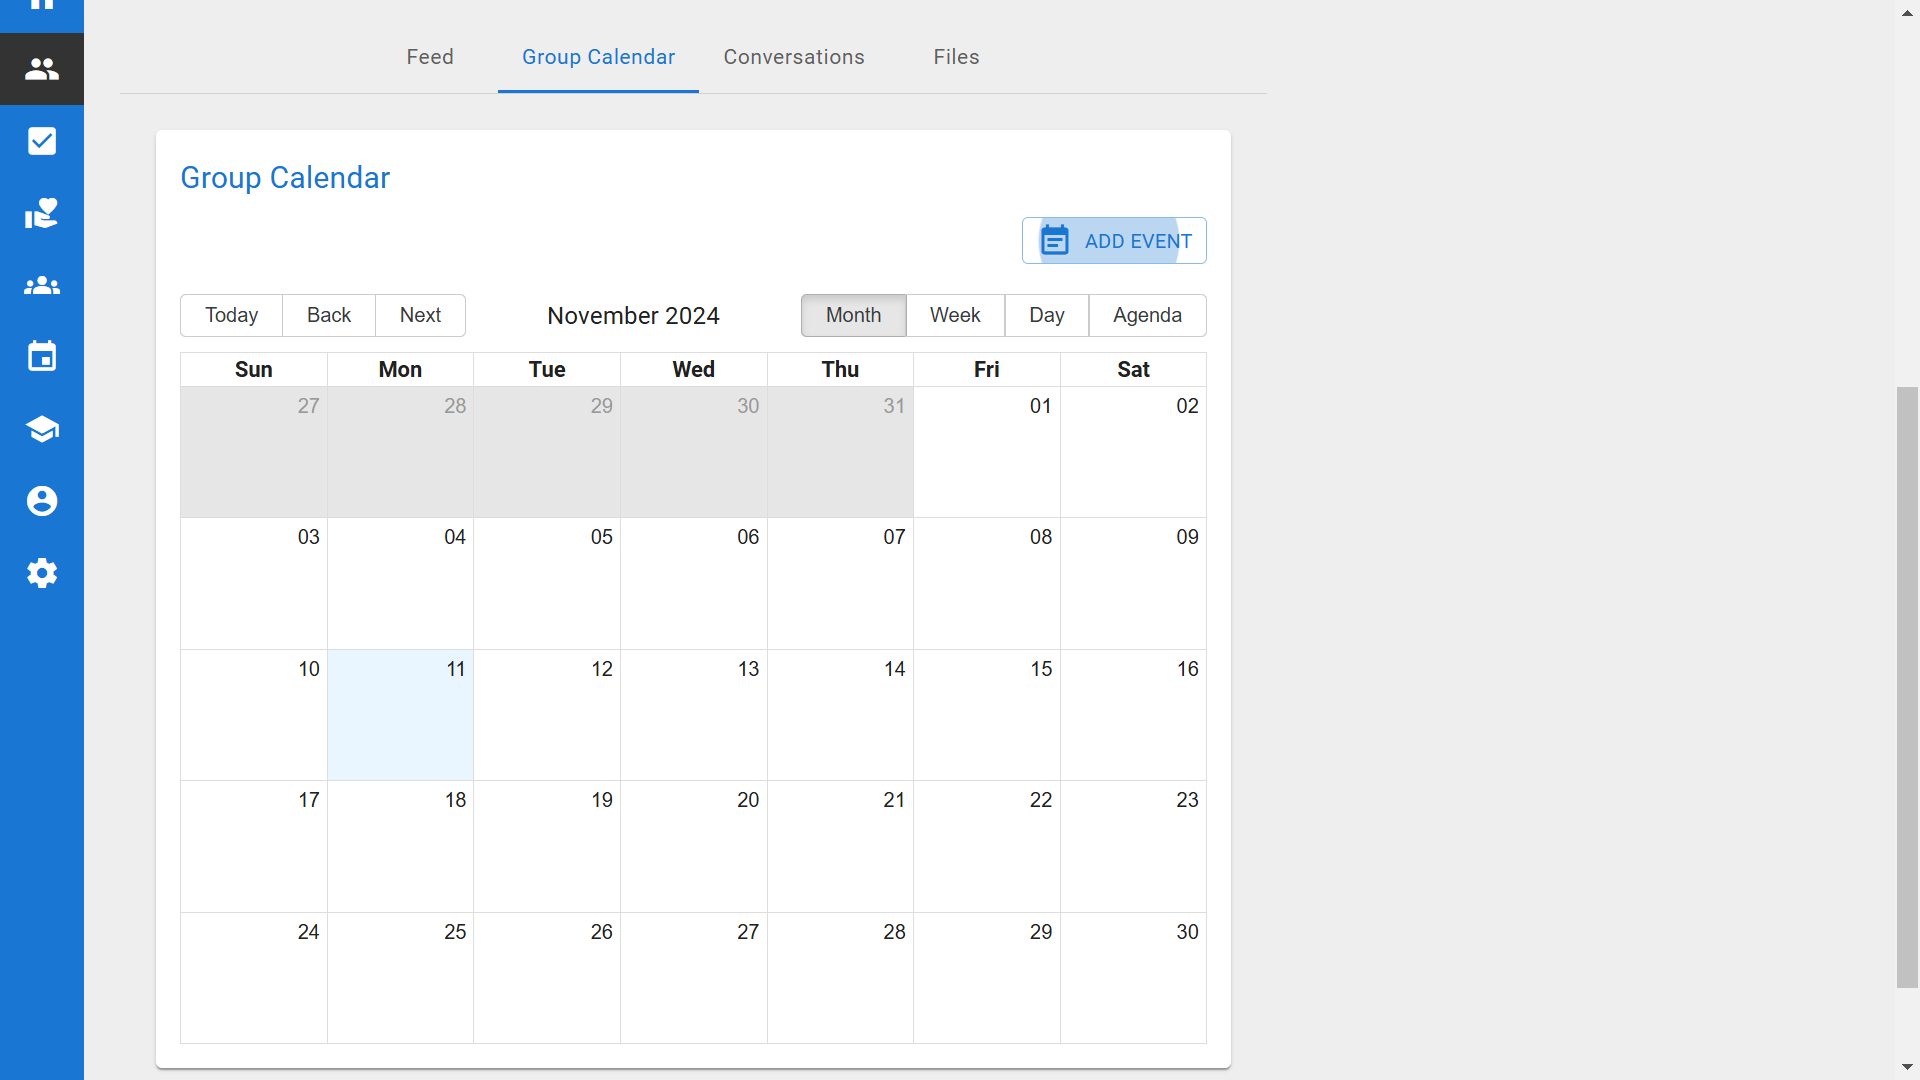 Feed Group Calendar Conversations Files
Group Calendar
ADD EVENT
Today Back Next November 2024 Month Week Day Agenda
Sun Mon Tue Wed Thu Fri Sat
27 28 29 30 31 01 02
03 04 05 06 07 08 09
10 11 12 13 14 15 16
17 18 19 20 21 22 23
24 25 26 27 28 29 30